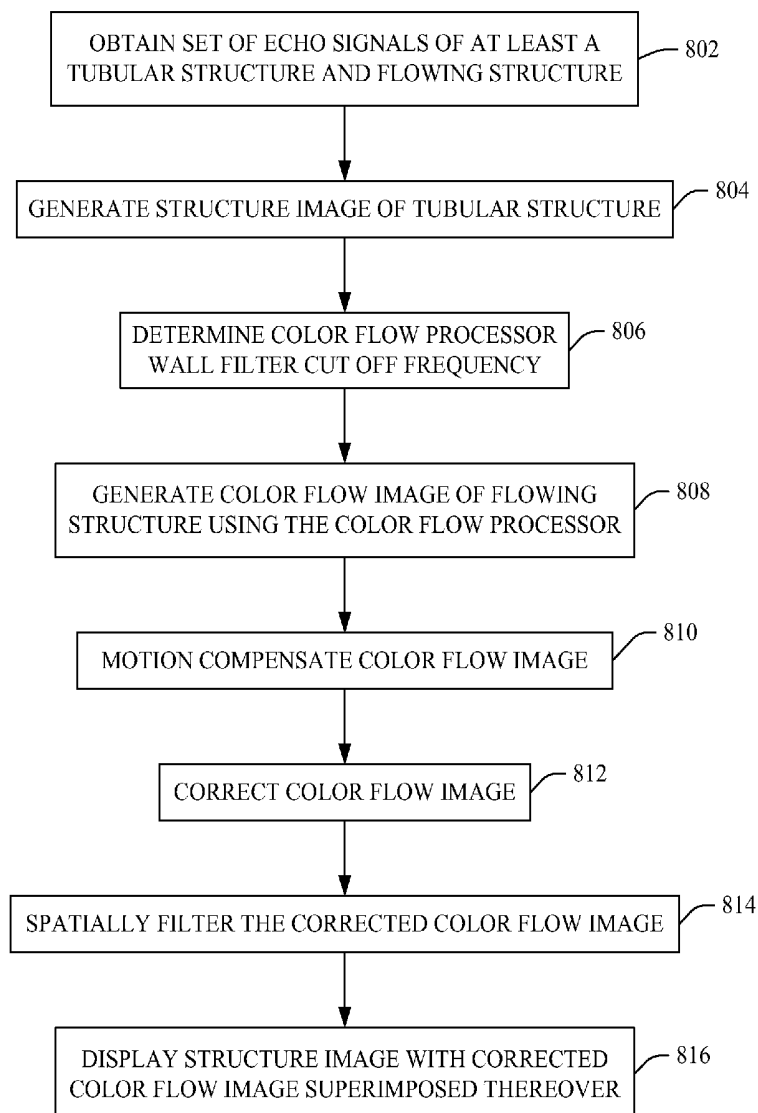 OBTAIN SET OF ECHO SIGNALS OF AT LEAST A
TUBULAR STRUCTURE AND FLOWING STRUCTURE
802
GENERATE STRUCTURE IMAGE OF TUBULAR STRUCTURE
804
DETERMINE COLOR FLOW PROCESSOR
WALL FILTER CUT OFF FREQUENCY
806
GENERATE COLOR FLOW IMAGE OF FLOWING
STRUCTURE USING THE COLOR FLOW PROCESSOR
808
MOTION COMPENSATE COLOR FLOW IMAGE
810
CORRECT COLOR FLOW IMAGE
812
SPATIALLY FILTER THE CORRECTED COLOR FLOW IMAGE
814
DISPLAY STRUCTURE IMAGE WITH CORRECTED
COLOR FLOW IMAGE SUPERIMPOSED THEREOVER
816